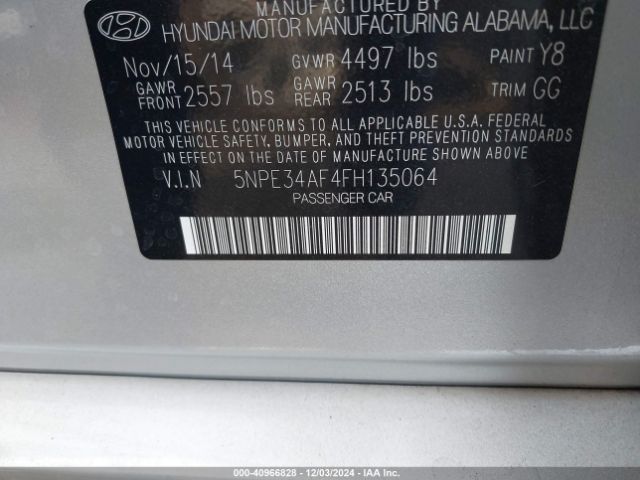 MANUFACTURED BY
HYUNDAI MOTOR MANUFACTURING ALABAMA, LLC
Nov/15/14 GVWR 4497 lbs PAINT Y8
GAWR FRONT 2557 lbs GAWR REAR 2513 lbs TRIM GG
THIS VEHICLE CONFORMS TO ALL APPLICABLE U.S.A. FEDERAL
MOTOR VEHICLE SAFETY, BUMPER, AND THEFT PREVENTION STANDARDS
IN EFFECT ON THE DATE OF MANUFACTURE SHOWN ABOVE.
V.I.N 5NPE34AF4FH135064
PASSENGER CAR
000-40966828 - 12/03/2024 - IAA Inc.